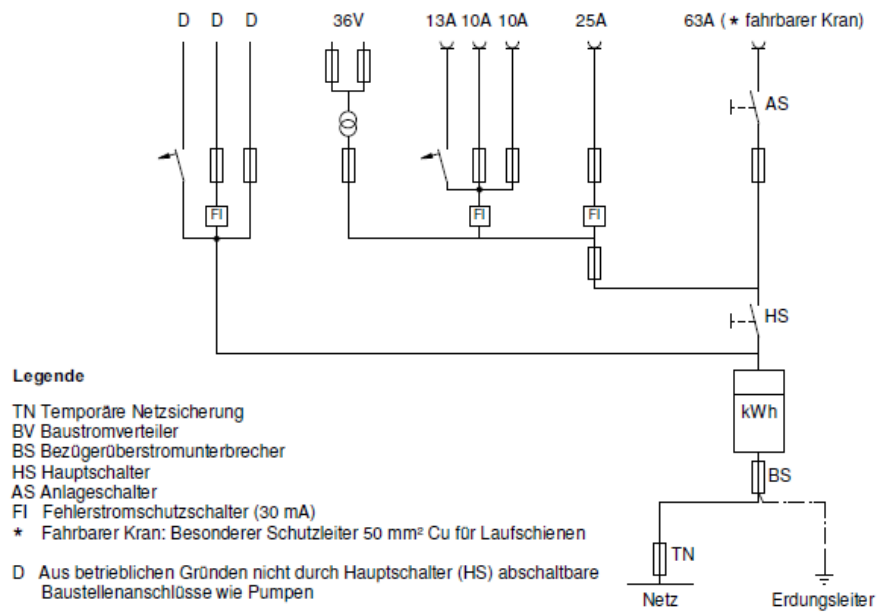 D D D 36V 13A 10A 10A 25A 63A ( * fahrbarer Kran)
AS
FI FI FI
HS
kWh
BS
TN
Netz Erdungsleiter
Legende
TN Temporäre Netzsicherung
BV Baustromverteiler
BS Bezügerüberstromunterbrecher
HS Hauptschalter
AS Anlageschalter
FI Fehlerstromschutzschalter (30 mA)
* Fahrbarer Kran: Besonderer Schutzleiter 50 mm² Cu für Laufschienen
D Aus betrieblichen Gründen nicht durch Hauptschalter (HS) abschaltbare
Baustellenanschlüsse wie Pumpen